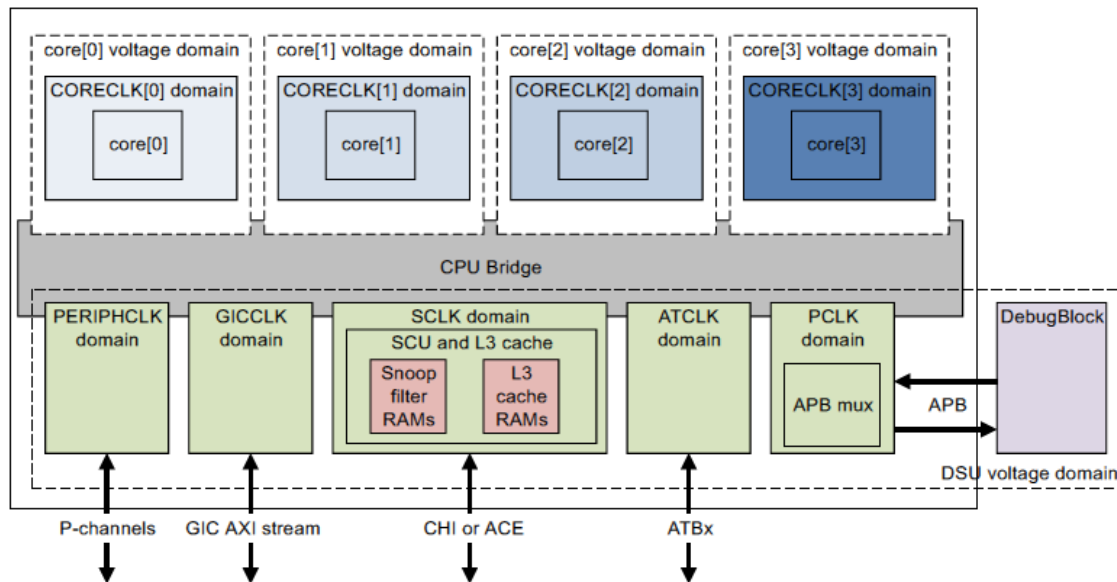 core[0] voltage domain
core[1] voltage domain
core[2] voltage domain
core[3] voltage domain
CORECLK[0] domain
CORECLK[1] domain
CORECLK[2] domain
CORECLK[3] domain
core[0]
core[1]
core[2]
core[3]
CPU Bridge
PERIPHCLK
domain
GICCLK
domain
SCLK domain
SCU and L3 cache
Snoop
filter
RAMs
L3
cache
RAMs
ATCLK
domain
PCLK
domain
APB mux
APB
DebugBlock
DSU voltage domain
P-channels
GIC AXI stream
CHI or ACE
ATBx